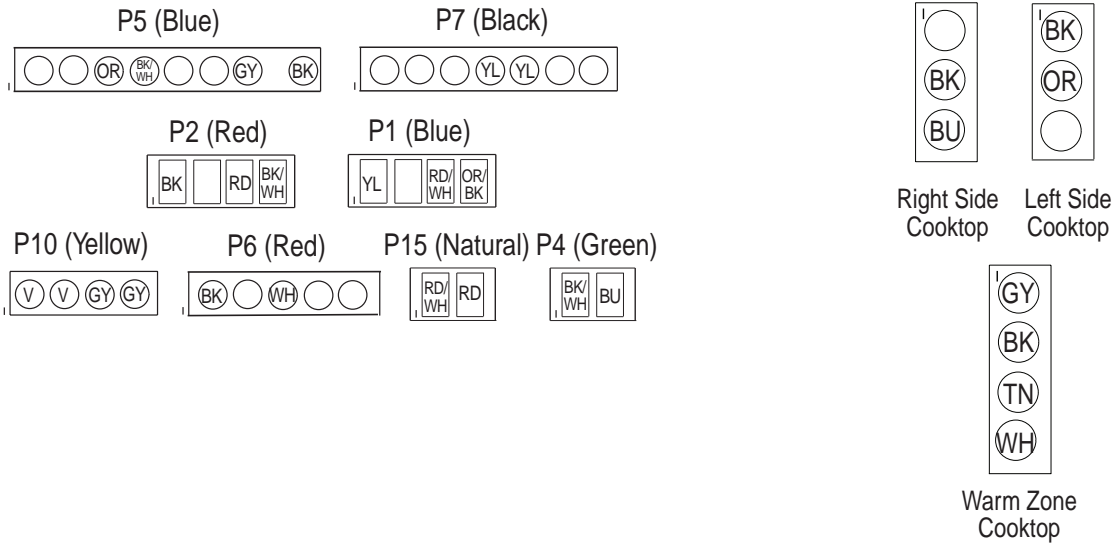 P5 (Blue)
OR BK/ WH GY BK
P7 (Black)
YL YL
P2 (Red)
BK RD BK/ WH
P1 (Blue)
YL RD/ WH OR/ BK
P10 (Yellow)
V V GY GY
P6 (Red)
BK WH
P15 (Natural)
RD/ WH RD
P4 (Green)
BK/ WH BU
BK
BU
Right Side
Cooktop
BK
OR
Left Side
Cooktop
GY
BK
TN
WH
Warm Zone
Cooktop